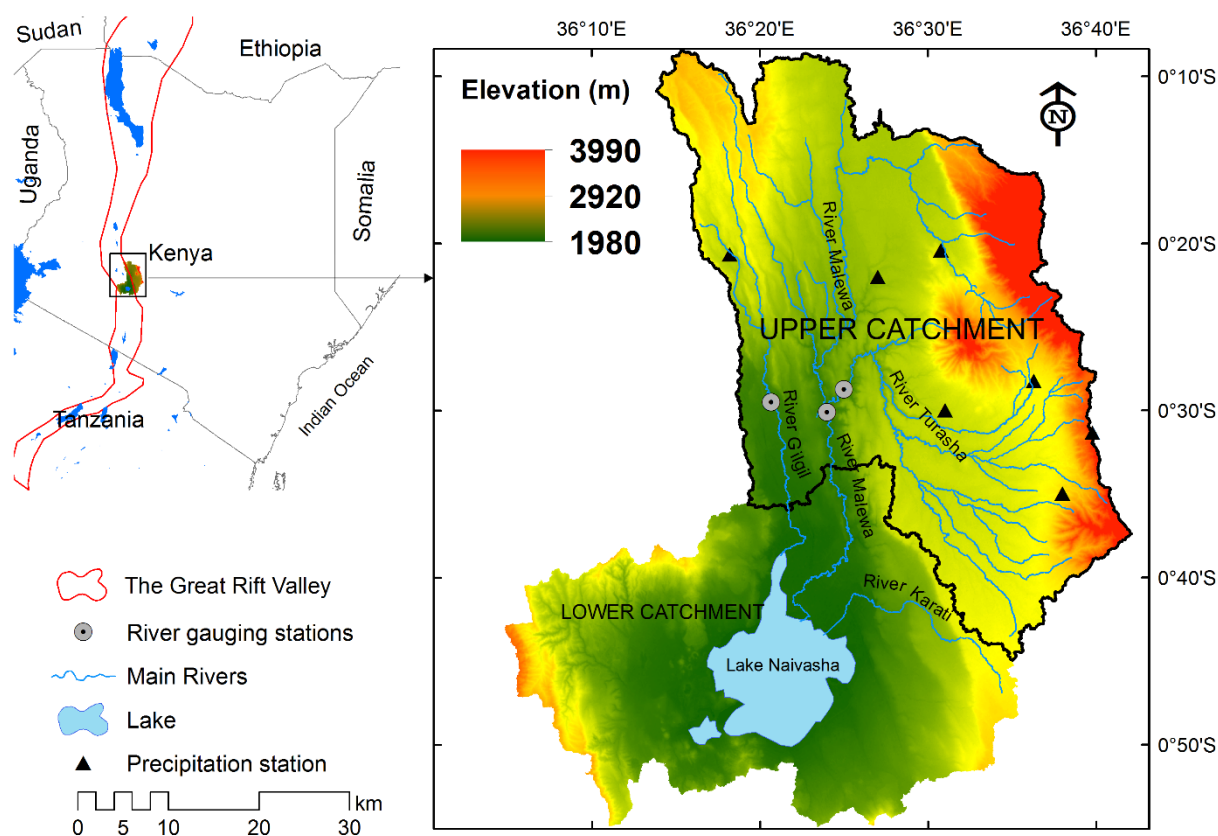 Sudan
Ethiopia
Uganda
Somalia
Kenya
Tanzania
Indian Ocean
The Great Rift Valley
River gauging stations
Main Rivers
Lake
Precipitation station
km
0 5 10 20 30
36°10'E 36°20'E 36°30'E 36°40'E
Elevation (m)
3990
2920
1980
N
0°10'S
0°20'S
0°30'S
0°40'S
0°50'S
River Malewa
UPPER CATCHMENT
River Turasha
River Gilgil
River Malewa
River Karati
LOWER CATCHMENT
Lake Naivasha